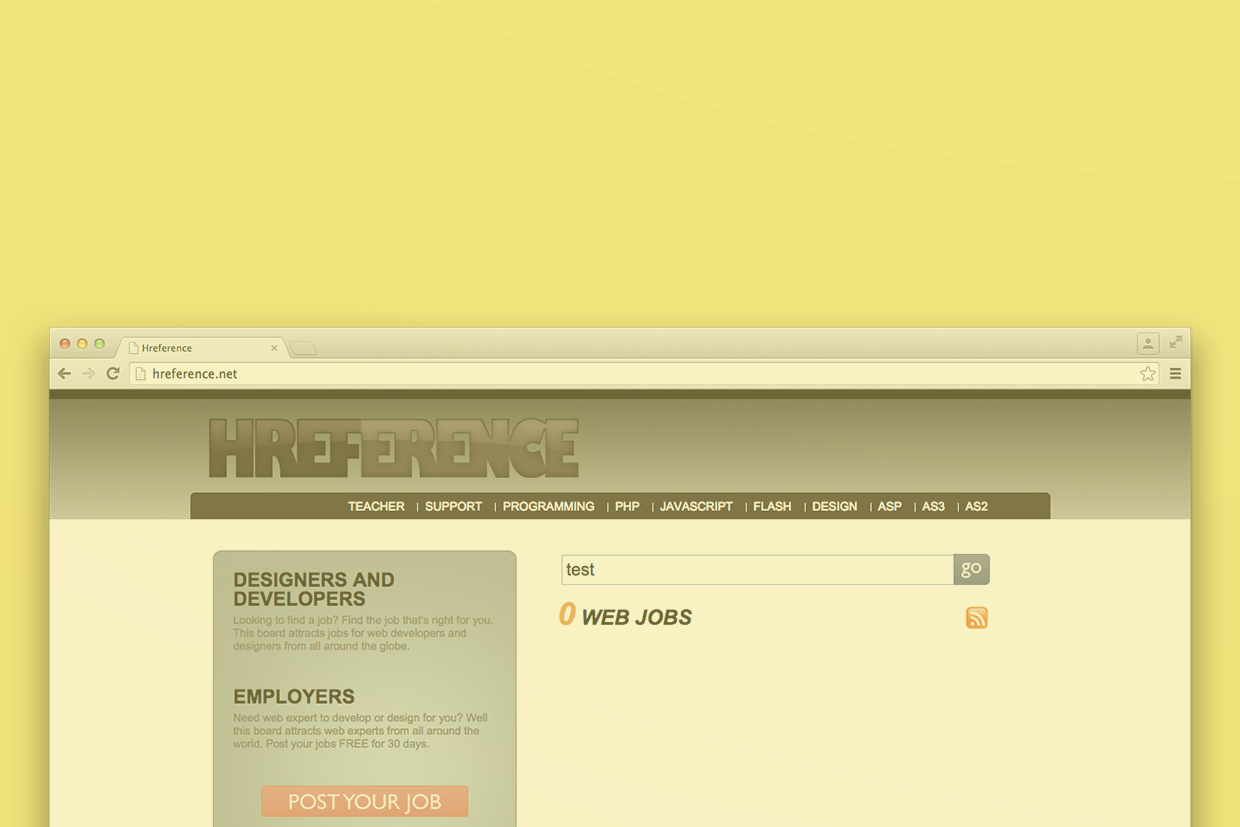 Hreference
hreference.net
HREFERENCE
TEACHER | SUPPORT | PROGRAMMING | PHP | JAVASCRIPT | FLASH | DESIGN | ASP | AS3 | AS2
DESIGNERS AND
DEVELOPERS
Looking to find a job? Find the job that's right for you.
This board attracts jobs for web developers and
designers from all around the globe.
EMPLOYERS
Need web expert to develop or design for you? Well
this board attracts web experts from all around the
world. Post your jobs FREE for 30 days.
POST YOUR JOB
test
go
0 WEB JOBS